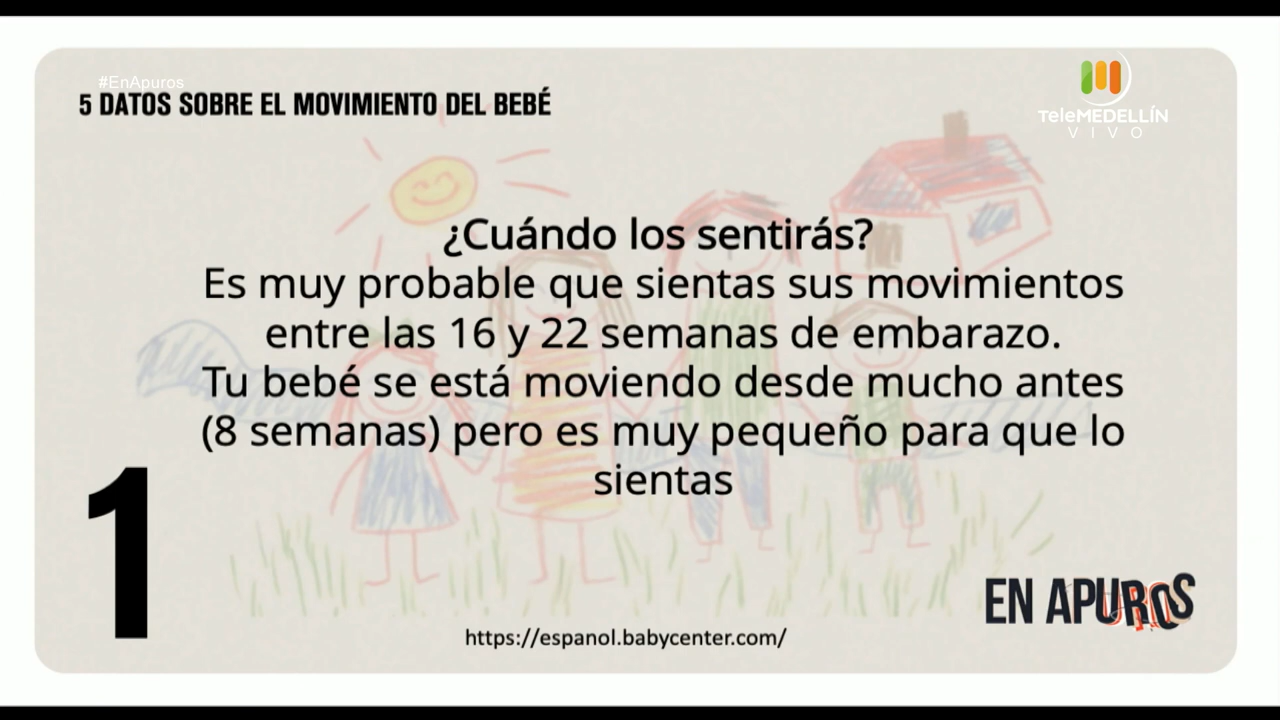 #EnApuros
5 DATOS SOBRE EL MOVIMIENTO DEL BEBÉ
TeleMEDELLÍN
VIVO
¿Cuándo los sentirás?
Es muy probable que sientas sus movimientos
entre las 16 y 22 semanas de embarazo.
Tu bebé se está moviendo desde mucho antes
(8 semanas) pero es muy pequeño para que lo
sientas
1
EN APUROS
https://espanol.babycenter.com/